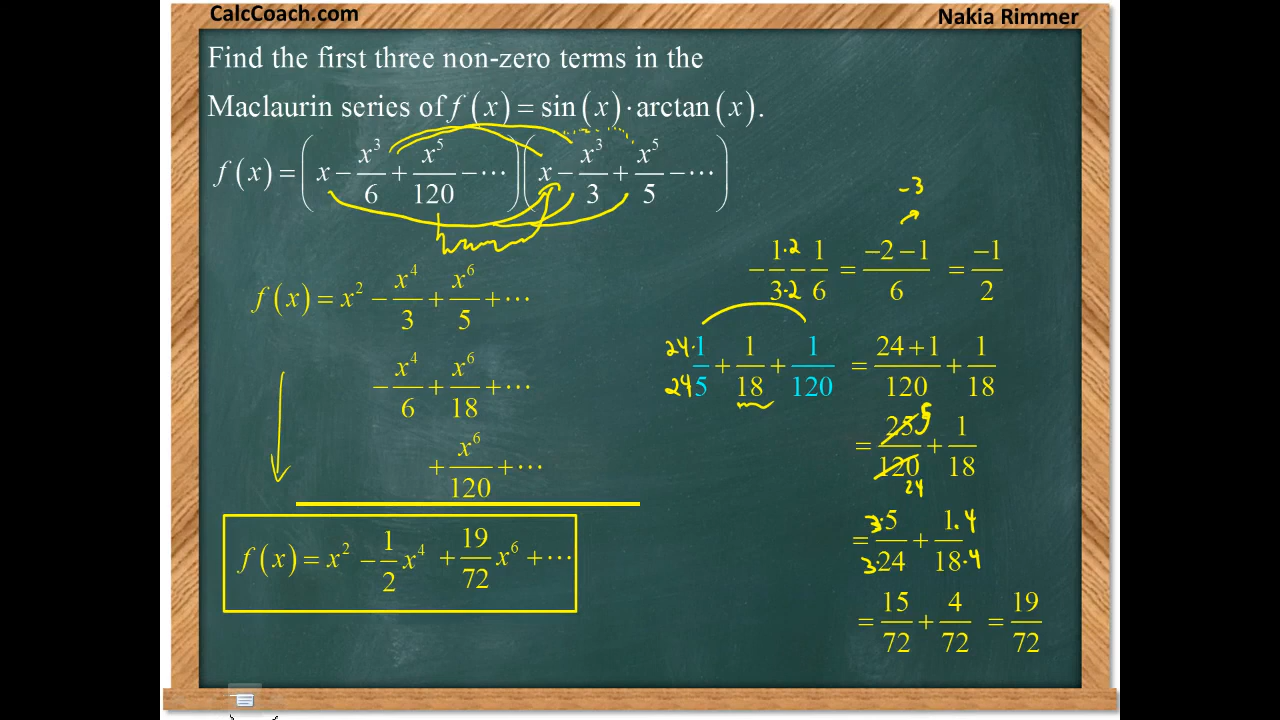 CalcCoach.com
Nakia Rimmer
Find the first three non-zero terms in the
Maclaurin series of f(x) = sin(x)·arctan(x).
f(x) = (x − x³/6 + x⁵/120 − ⋯)(x − x³/3 + x⁵/5 − ⋯)
f(x) = x² − x⁴/3 + x⁶/5 + ⋯
− x⁴/6 + x⁶/18 + ⋯
+ x⁶/120 + ⋯
f(x) = x² − 1/2 x⁴ + 19/72 x⁶ + ⋯
−3
− 1·2/3·2 − 1/6 = −2 − 1/6 = −1/2
24·1/24·5 + 1/18 + 1/120 = 24 + 1/120 + 1/18
= 25/120 5/24 + 1/18
= 3·5/3·24 + 1·4/18·4
= 15/72 + 4/72 = 19/72